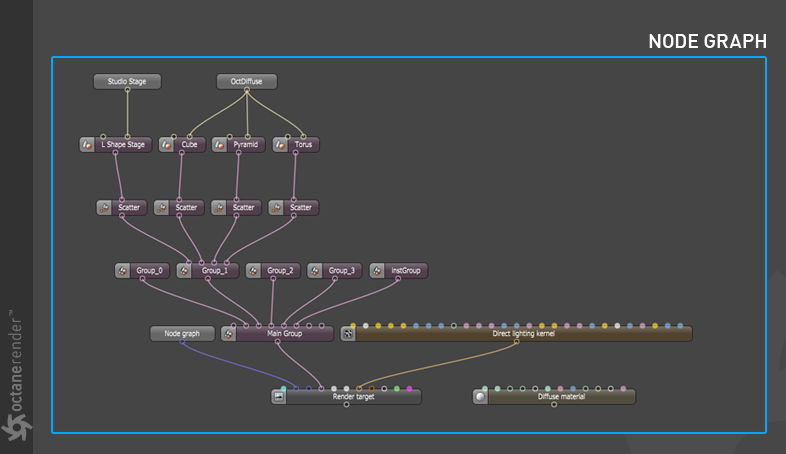 NODE GRAPH
Studio Stage
OctDiffuse
L Shape Stage
Cube
Pyramid
Torus
Scatter
Scatter
Scatter
Scatter
Group_0
Group_1
Group_2
Group_3
InstGroup
Node graph
Main Group
Direct lighting kernel
Render target
Diffuse material
octanerender™